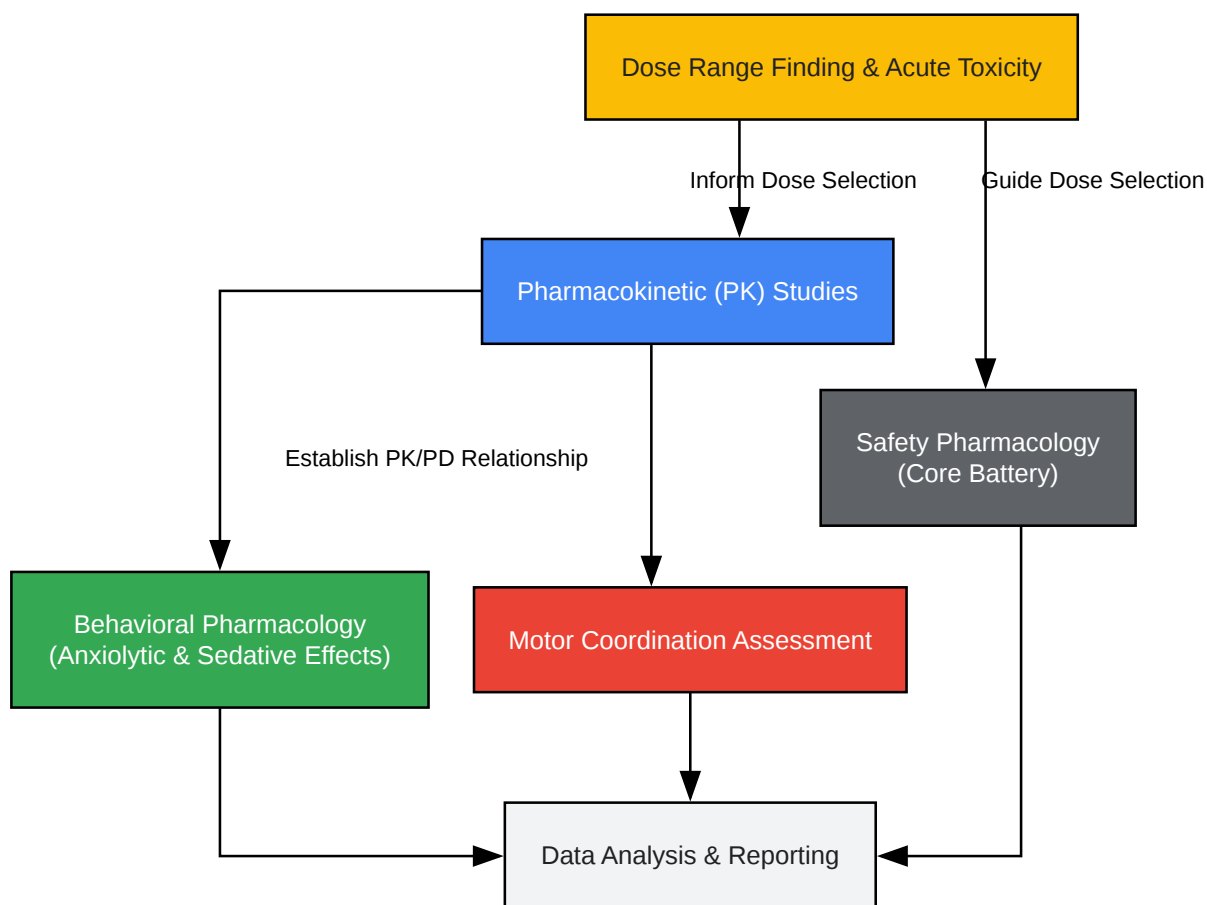 Dose Range Finding & Acute Toxicity
Inform Dose Selection
Guide Dose Selection
Pharmacokinetic (PK) Studies
Establish PK/PD Relationship
Safety Pharmacology
(Core Battery)
Behavioral Pharmacology
(Anxiolytic & Sedative Effects)
Motor Coordination Assessment
Data Analysis & Reporting